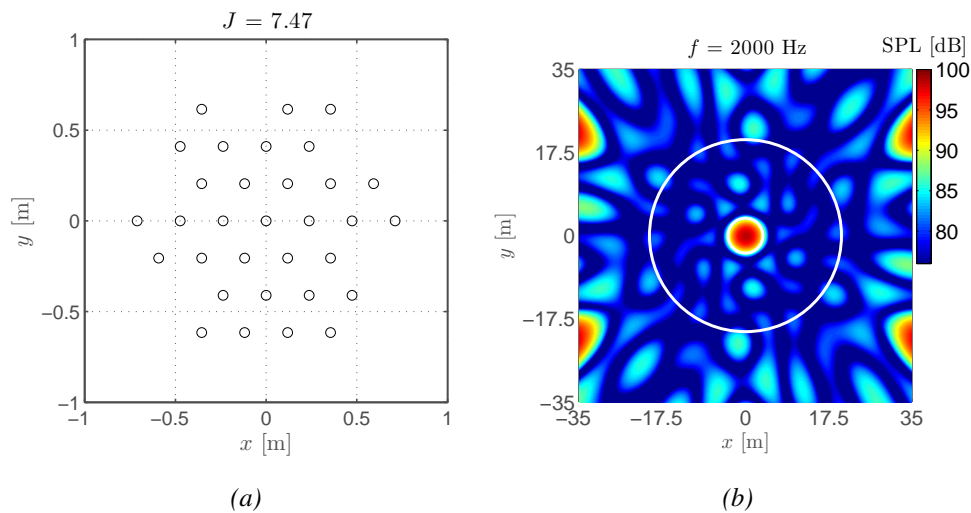 J = 7.47
1
0.5
0
−0.5
−1
−1 −0.5 0 0.5 1
x [m]
y [m]
(a)
f = 2000 Hz
SPL [dB]
35
17.5
0
−17.5
−35
−35 −17.5 0 17.5 35
x [m]
y [m]
100
95
90
85
80
(b)